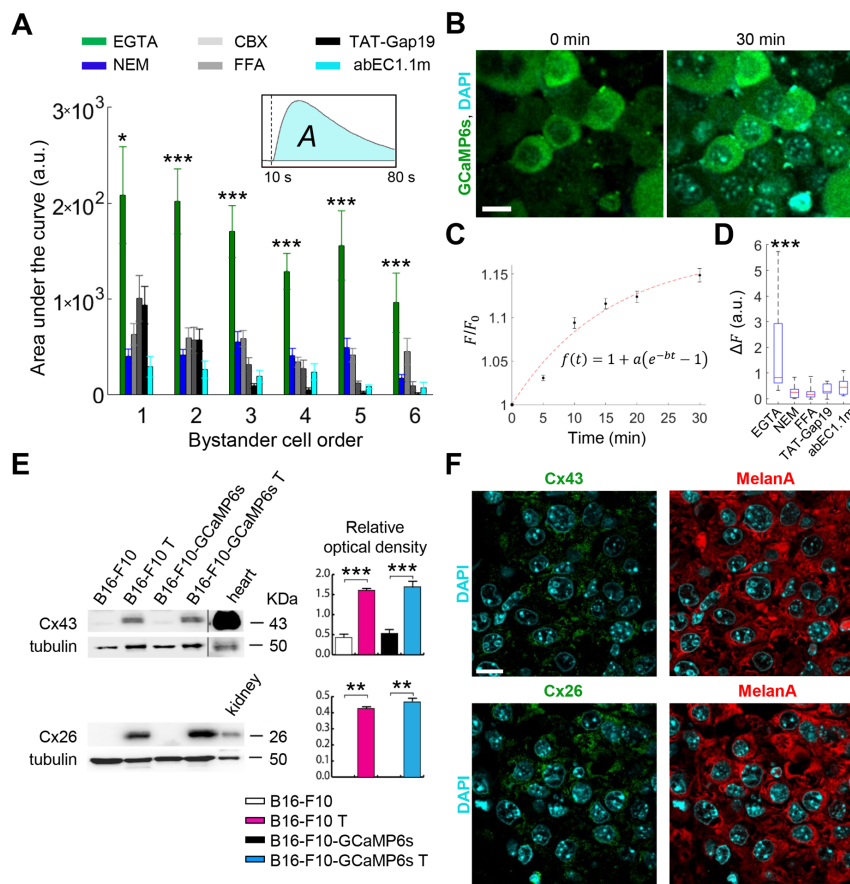 A
EGTA
CBX
TAT-Gap19
NEM
FFA
abEC1.1m
Area under the curve (a.u.)
3×10³
2×10²
1×10³
0
A
10 s
80 s
*
***
***
***
***
***
1 2 3 4 5 6
Bystander cell order
B
0 min
30 min
GCaMP6s, DAPI
C
F/F₀
1.15
1.1
1.05
1
f(t) = 1 + a(e^{-bt} − 1)
0 5 10 15 20 30
Time (min)
D
***
ΔF (a.u.)
6
5
4
3
2
1
0
EGTA
NEM
FFA
TAT-Gap19
abEC1.1m
E
B16-F10
B16-F10 T
B16-F10-GCaMP6s
B16-F10-GCaMP6s T
heart
KDa
Cx43
43
tubulin
50
kidney
Cx26
26
tubulin
50
Relative
optical density
*** ***
2.0
1.5
1.0
0.5
0.0
** **
0.5
0.4
0.3
0.2
0.1
0.0
B16-F10
B16-F10 T
B16-F10-GCaMP6s
B16-F10-GCaMP6s T
F
Cx43
MelanA
DAPI
Cx26
MelanA
DAPI